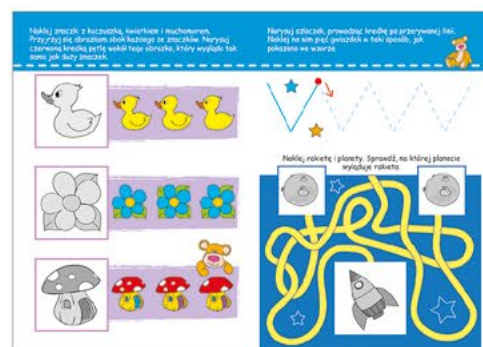 Naklej znaczki z kaczuszką, kwiatkiem i muchomorem.
Przyjrzyj się obrazkom obok każdego ze znaczków. Narysuj
czerwoną kredką pętlę wokół tego obrazka, który wygląda tak
samo jak duży znaczek.
Narysuj szlaczek, prowadząc kredkę po przerywanej linii.
Naklej na nim pięć gwiazdek w taki sposób, jak
pokazano we wzorze.
Naklej rakietę i planety. Sprawdź, na której planecie
wyląduje rakieta.